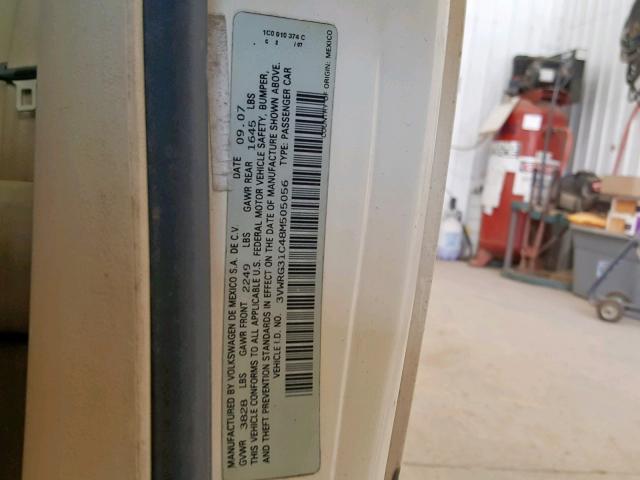 1C0 010 374 C
MANUFACTURED BY VOLKSWAGEN DE MEXICO S.A. DE C.V. DATE 09.07
GVWR 3828 LBS GAWR FRONT 2249 LBS GAWR REAR 1645 LBS
THIS VEHICLE CONFORMS TO ALL APPLICABLE U.S. FEDERAL MOTOR VEHICLE SAFETY, BUMPER,
AND THEFT PREVENTION STANDARDS IN EFFECT ON THE DATE OF MANUFACTURE SHOWN ABOVE.
VEHICLE I.D. NO. 3VWRG31C48M505056 TYPE: PASSENGER CAR
COUNTRY OF ORIGIN: MEXICO